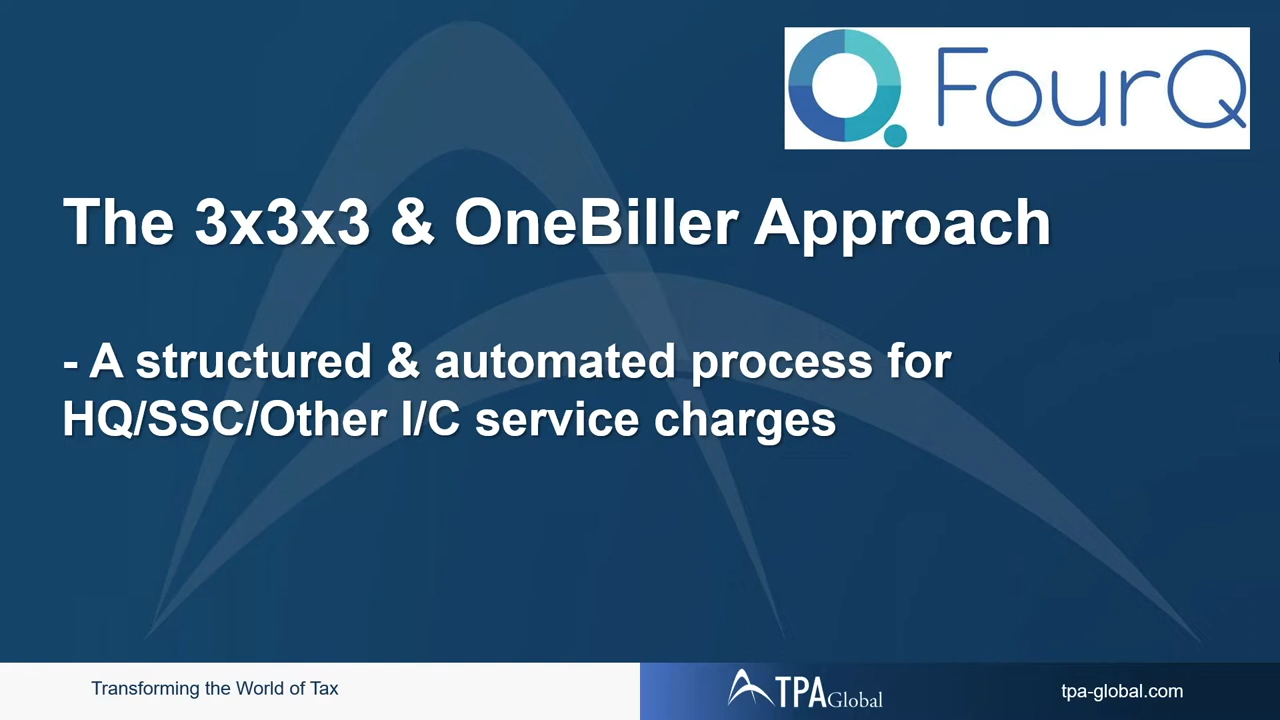 FourQ
The 3x3x3 & OneBiller Approach
- A structured & automated process for
HQ/SSC/Other I/C service charges
Transforming the World of Tax
TPA Global
tpa-global.com